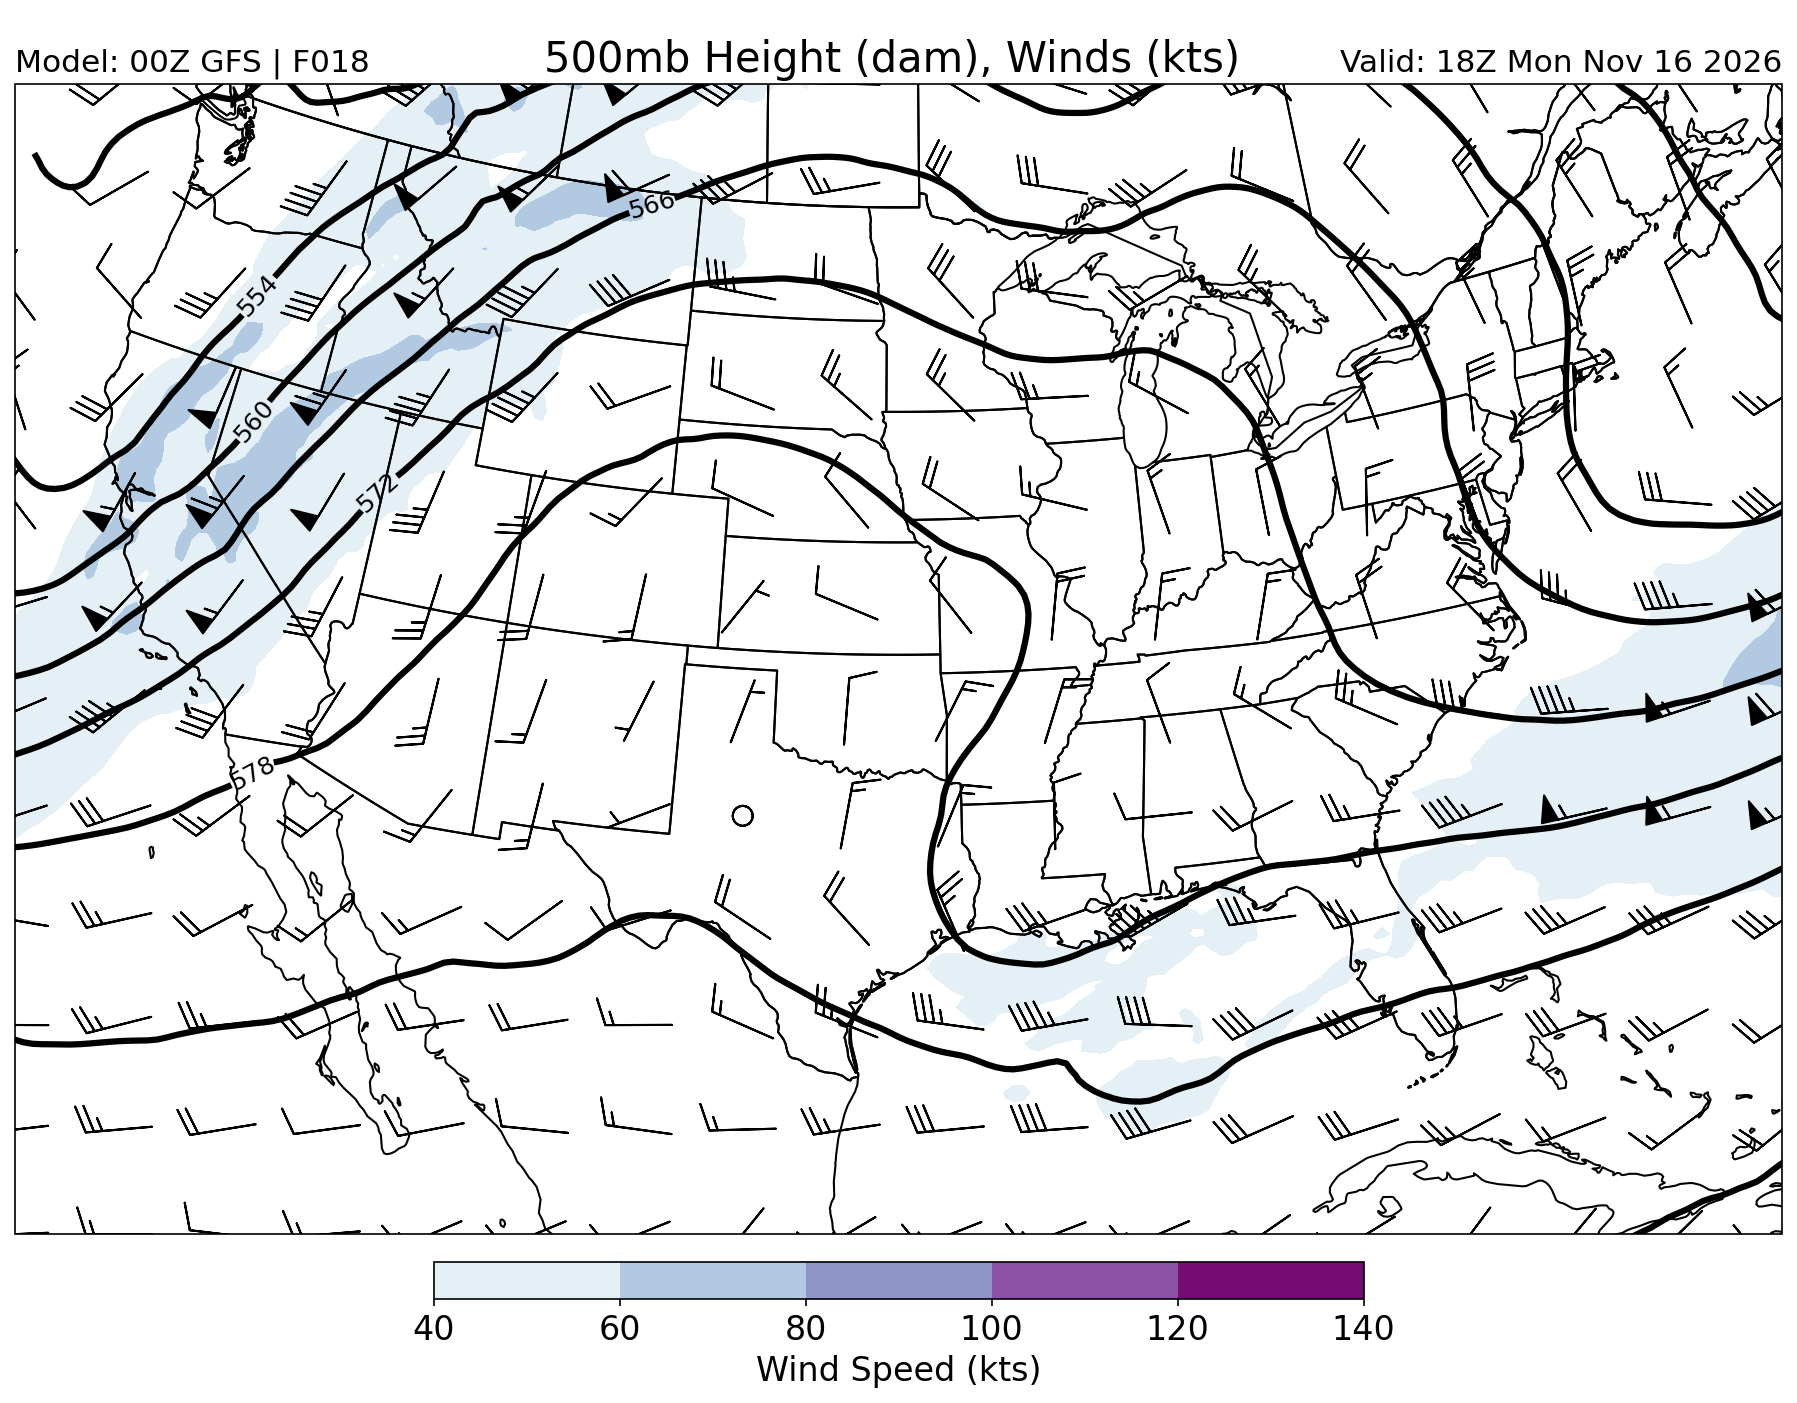 500mb Height (dam), Winds (kts)
Model: 00Z GFS | F018
Valid: 18Z Mon Nov 16 2026
566
554
560
572
578
40 60 80 100 120 140
Wind Speed (kts)